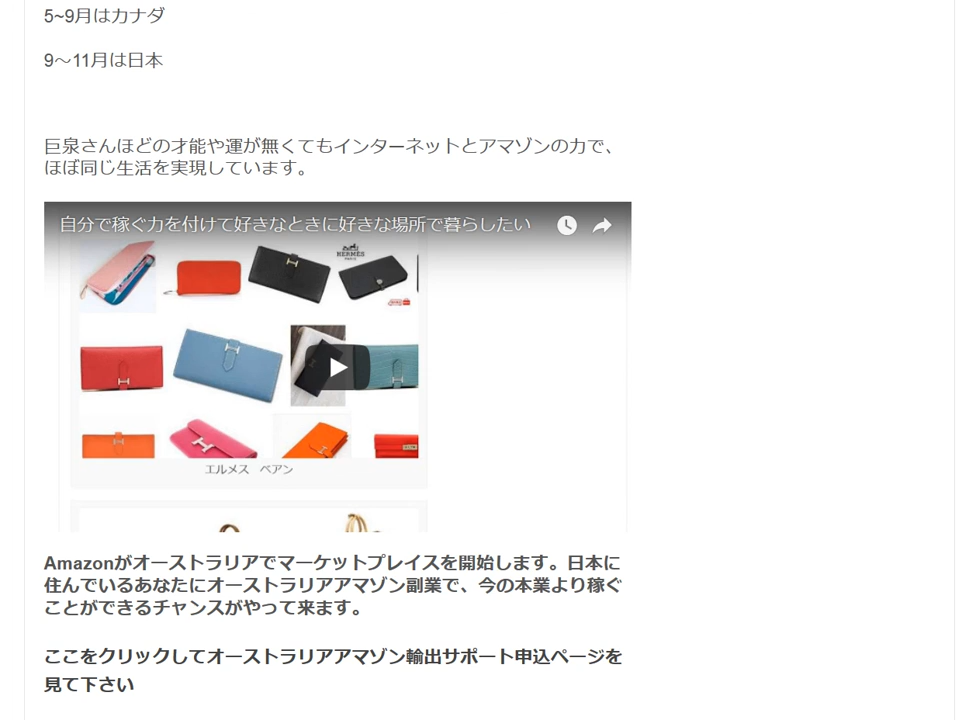 5~9月はカナダ
9～11月は日本
巨泉さんほどの才能や運が無くてもインターネットとアマゾンの力で、
ほぼ同じ生活を実現しています。
自分で稼ぐ力を付けて好きなときに好きな場所で暮らしたい
HERMÈS
PARIS
エルメス　ベアン
Amazonがオーストラリアでマーケットプレイスを開始します。日本に
住んでいるあなたにオーストラリアアマゾン副業で、今の本業より稼ぐ
ことができるチャンスがやって来ます。
ここをクリックしてオーストラリアアマゾン輸出サポート申込ページを
見て下さい